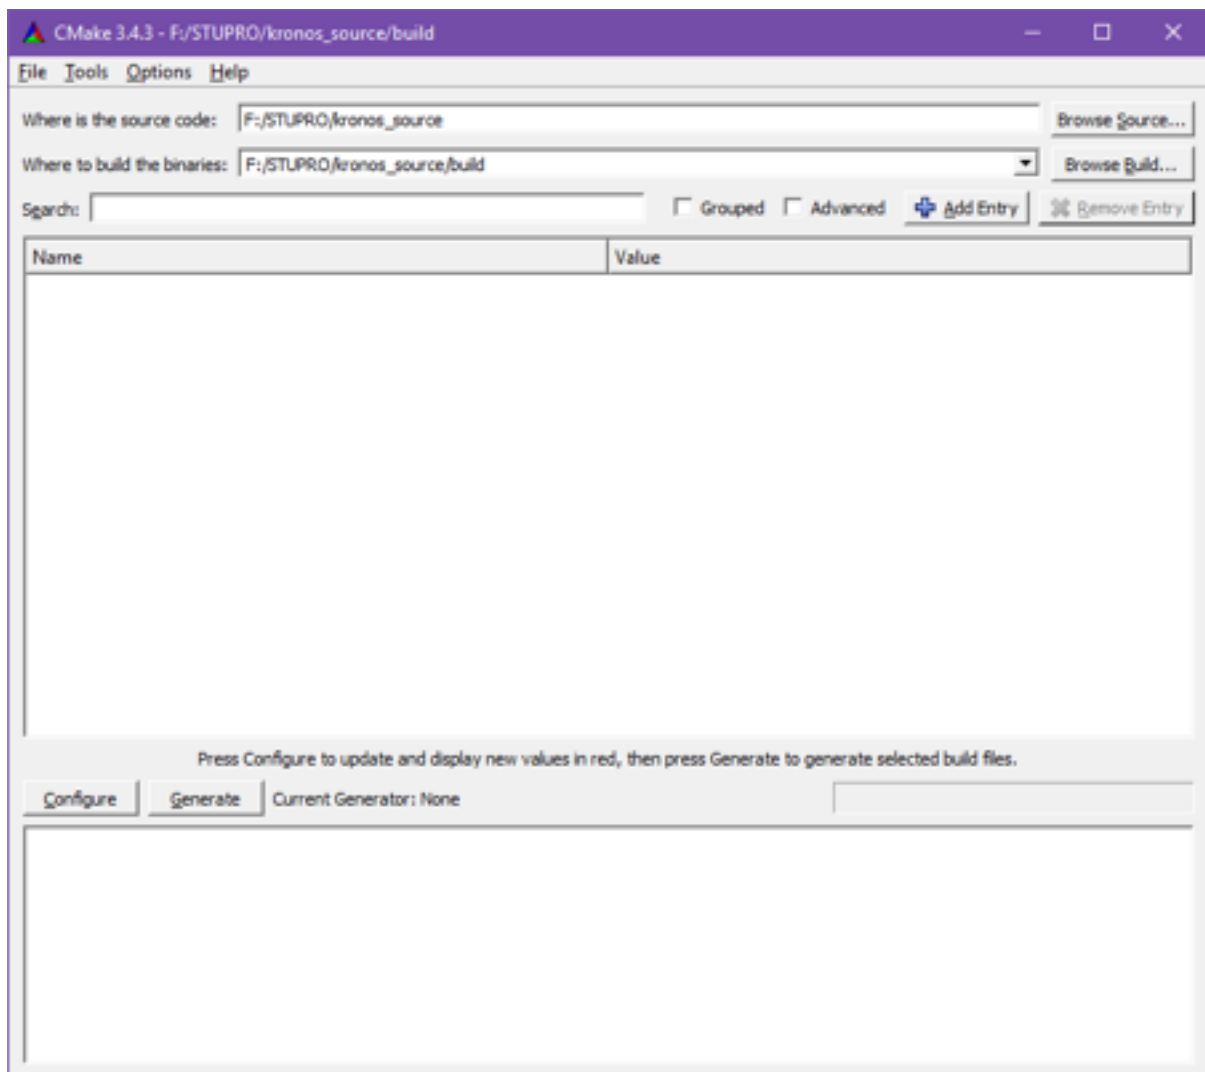 CMake 3.4.3 - F:/STUPRO/kronos_source/build
File Tools Options Help
Where is the source code: F:/STUPRO/kronos_source Browse Source...
Where to build the binaries: F:/STUPRO/kronos_source/build Browse Build...
Search: Grouped Advanced Add Entry Remove Entry
Name Value
Press Configure to update and display new values in red, then press Generate to generate selected build files.
Configure Generate Current Generator: None